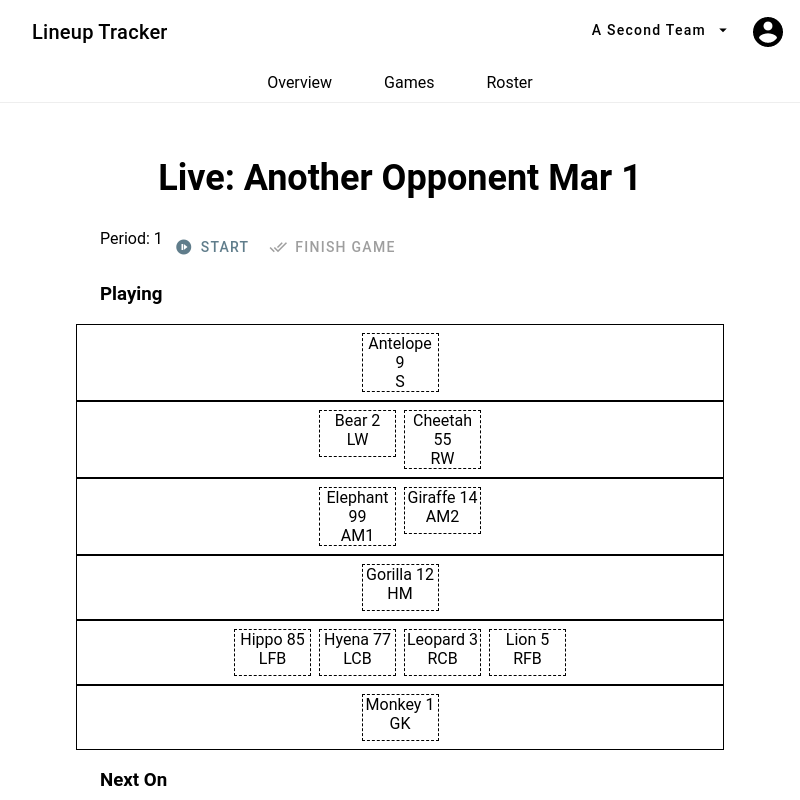 Lineup Tracker
A Second Team
Overview Games Roster
Live: Another Opponent Mar 1
Period: 1 START FINISH GAME
Playing
Antelope
9
S
Bear 2
LW
Cheetah
55
RW
Elephant
99
AM1
Giraffe 14
AM2
Gorilla 12
HM
Hippo 85
LFB
Hyena 77
LCB
Leopard 3
RCB
Lion 5
RFB
Monkey 1
GK
Next On